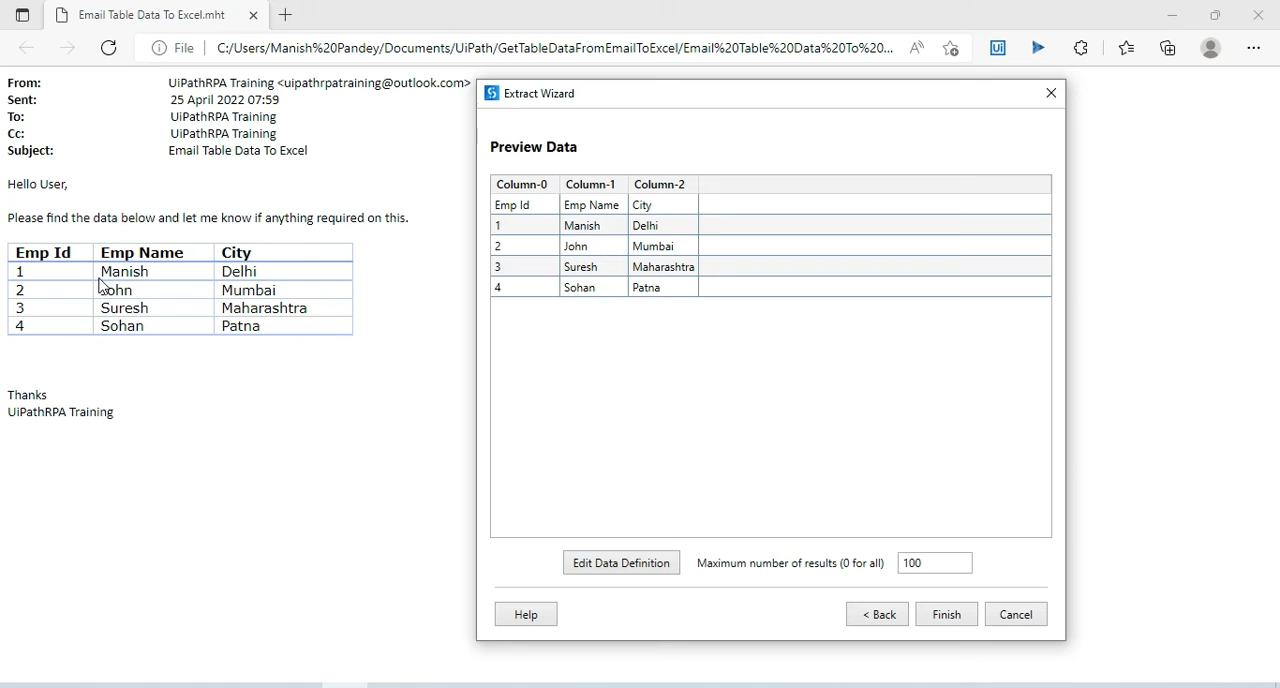 Email Table Data To Excel.mht
File
C:/Users/Manish%20Pandey/Documents/UiPath/GetTableDataFromEmailToExcel/Email%20Table%20Data%20To%20...
From: UiPathRPA Training <uipathrpatraining@outlook.com>
Sent: 25 April 2022 07:59
To: UiPathRPA Training
Cc: UiPathRPA Training
Subject: Email Table Data To Excel
Hello User,
Please find the data below and let me know if anything required on this.
Emp Id Emp Name City
1 Manish Delhi
2 John Mumbai
3 Suresh Maharashtra
4 Sohan Patna
Thanks
UiPathRPA Training
Extract Wizard
Preview Data
Column-0 Column-1 Column-2
Emp Id Emp Name City
1 Manish Delhi
2 John Mumbai
3 Suresh Maharashtra
4 Sohan Patna
Edit Data Definition Maximum number of results (0 for all) 100
Help < Back Finish Cancel